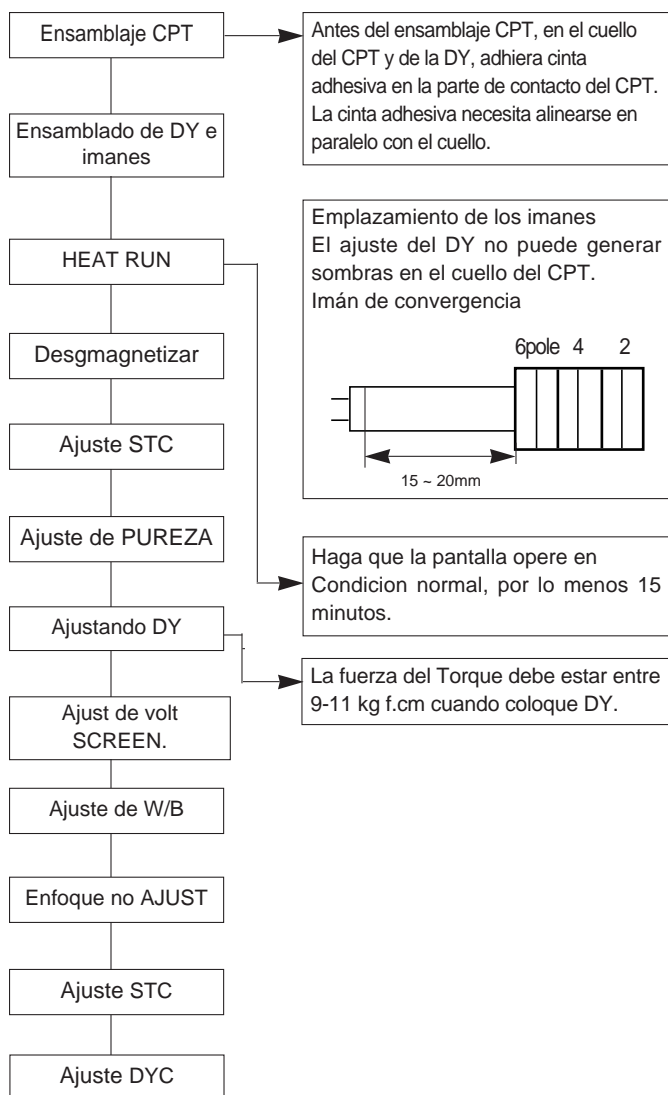 Ensamblaje CPT
Antes del ensamblaje CPT, en el cuello
del CPT y de la DY, adhiera cinta
adhesiva en la parte de contacto del CPT.
La cinta adhesiva necesita alinearse en
paralelo con el cuello.
Ensamblado de DY e
imanes
Emplazamiento de los imanes
El ajuste del DY no puede generar
sombras en el cuello del CPT.
Imán de convergencia
6pole 4 2
15 ~ 20mm
HEAT RUN
Desgmagnetizar
Ajuste STC
Ajuste de PUREZA
Haga que la pantalla opere en
Condicion normal, por lo menos 15
minutos.
Ajustando DY
La fuerza del Torque debe estar entre
9-11 kg f.cm cuando coloque DY.
Ajust de volt
SCREEN.
Ajuste de W/B
Enfoque no AJUST
Ajuste STC
Ajuste DYC